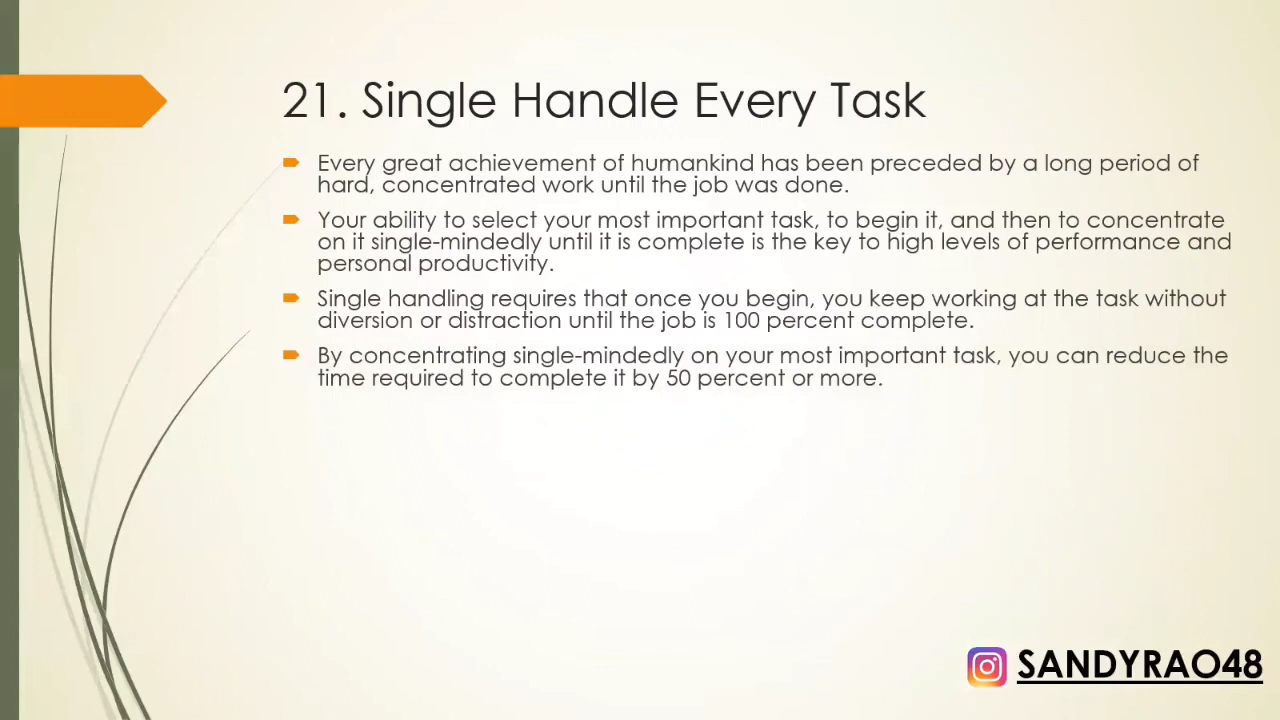 21. Single Handle Every Task
Every great achievement of humankind has been preceded by a long period of
hard, concentrated work until the job was done.
Your ability to select your most important task, to begin it, and then to concentrate
on it single-mindedly until it is complete is the key to high levels of performance and
personal productivity.
Single handling requires that once you begin, you keep working at the task without
diversion or distraction until the job is 100 percent complete.
By concentrating single-mindedly on your most important task, you can reduce the
time required to complete it by 50 percent or more.
SANDYRAO48